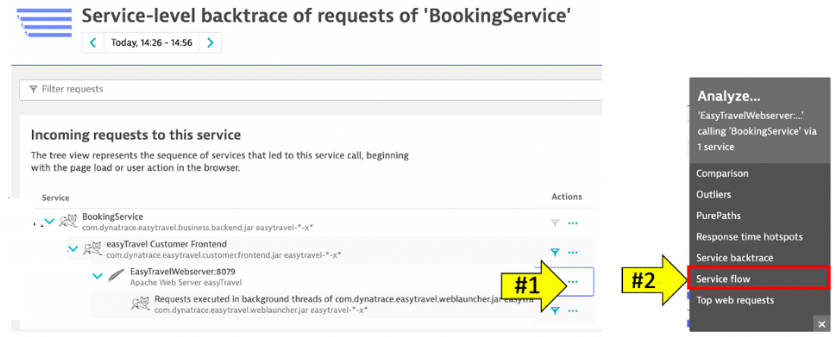 Service-level backtrace of requests of 'BookingService'
Today, 14:26 - 14:56
Filter requests
Incoming requests to this service
The tree view represents the sequence of services that led to this service call, beginning
with the page load or user action in the browser.
Service Actions
BookingService
com.dynatrace.easytravel.business.backend.jar easytravel-*-x*
easyTravel Customer Frontend
com.dynatrace.easytravel.customer.frontend.jar easytravel-*-x*
EasyTravelWebserver:8079
Apache Web Server easyTravel
Requests executed in background threads of com.dynatrace.easytravel.weblauncher.jar easytra
com.dynatrace.easytravel.weblauncher.jar easytravel-*-x*
#1
#2
Analyze...
'EasyTravelWebserver:...'
calling 'BookingService' via
1 service
Comparison
Outliers
PurePaths
Response time hotspots
Service backtrace
Service flow
Top web requests